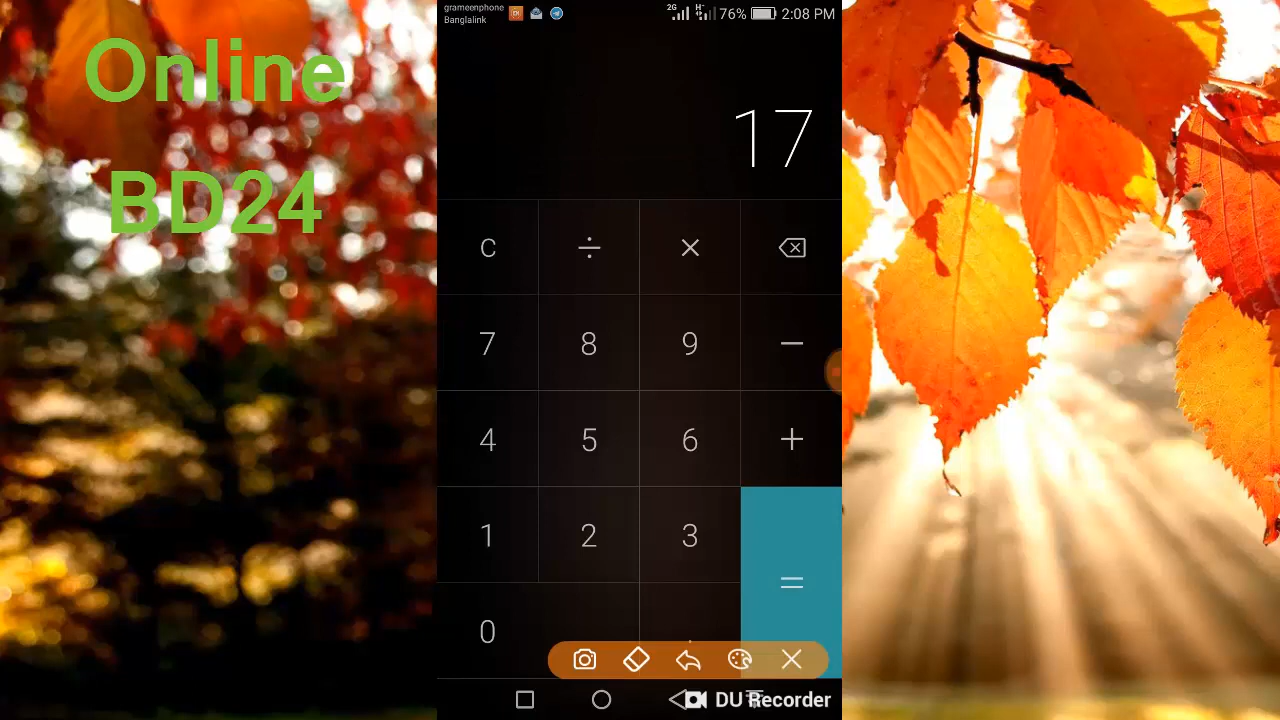 Online
BD24
grameenphone
Banglalink
2G H 76% 2:08 PM
17
C ÷ ×
7 8 9 −
4 5 6 +
1 2 3 =
0 .
DU Recorder